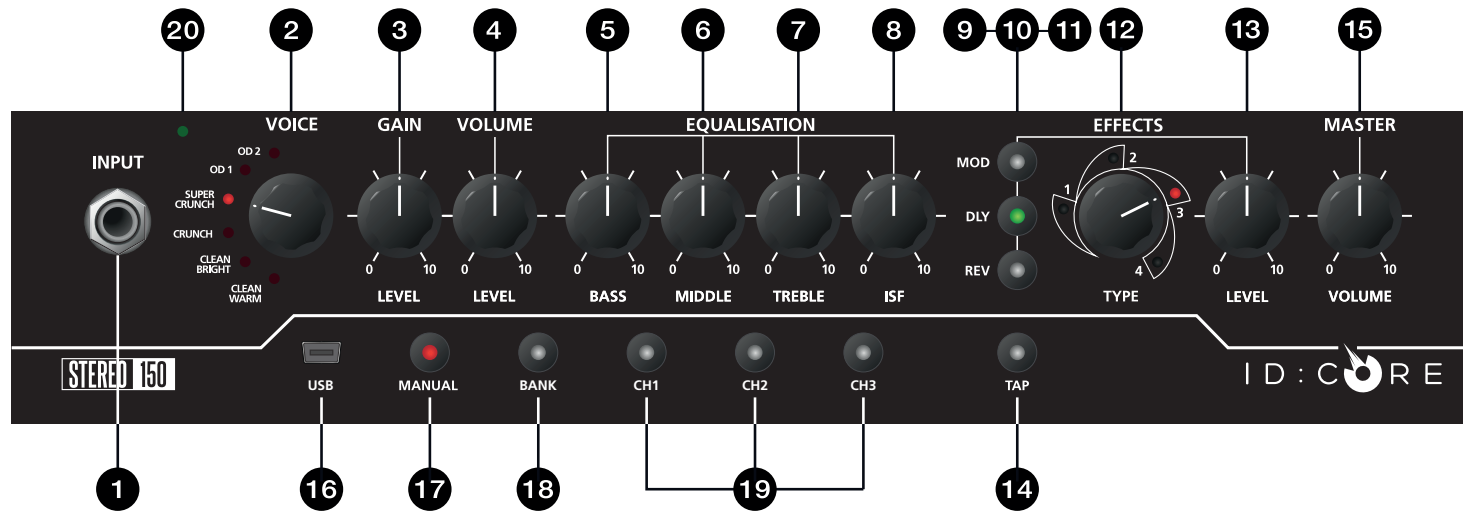 20 2 3 4 5 6 7 8 9 10 11 12 13 15
VOICE GAIN VOLUME EQUALISATION EFFECTS MASTER
INPUT
OD 2
OD 1
SUPER
CRUNCH
CRUNCH
CLEAN
BRIGHT
CLEAN
WARM
0 10
LEVEL
0 10
LEVEL
0 10
BASS
0 10
MIDDLE
0 10
TREBLE
0 10
ISF
MOD
DLY
REV
1
2
3
4
TYPE
0 10
LEVEL
0 10
VOLUME
STEREO 150
USB MANUAL BANK CH1 CH2 CH3 TAP
ID:CORE
1 16 17 18 19 14